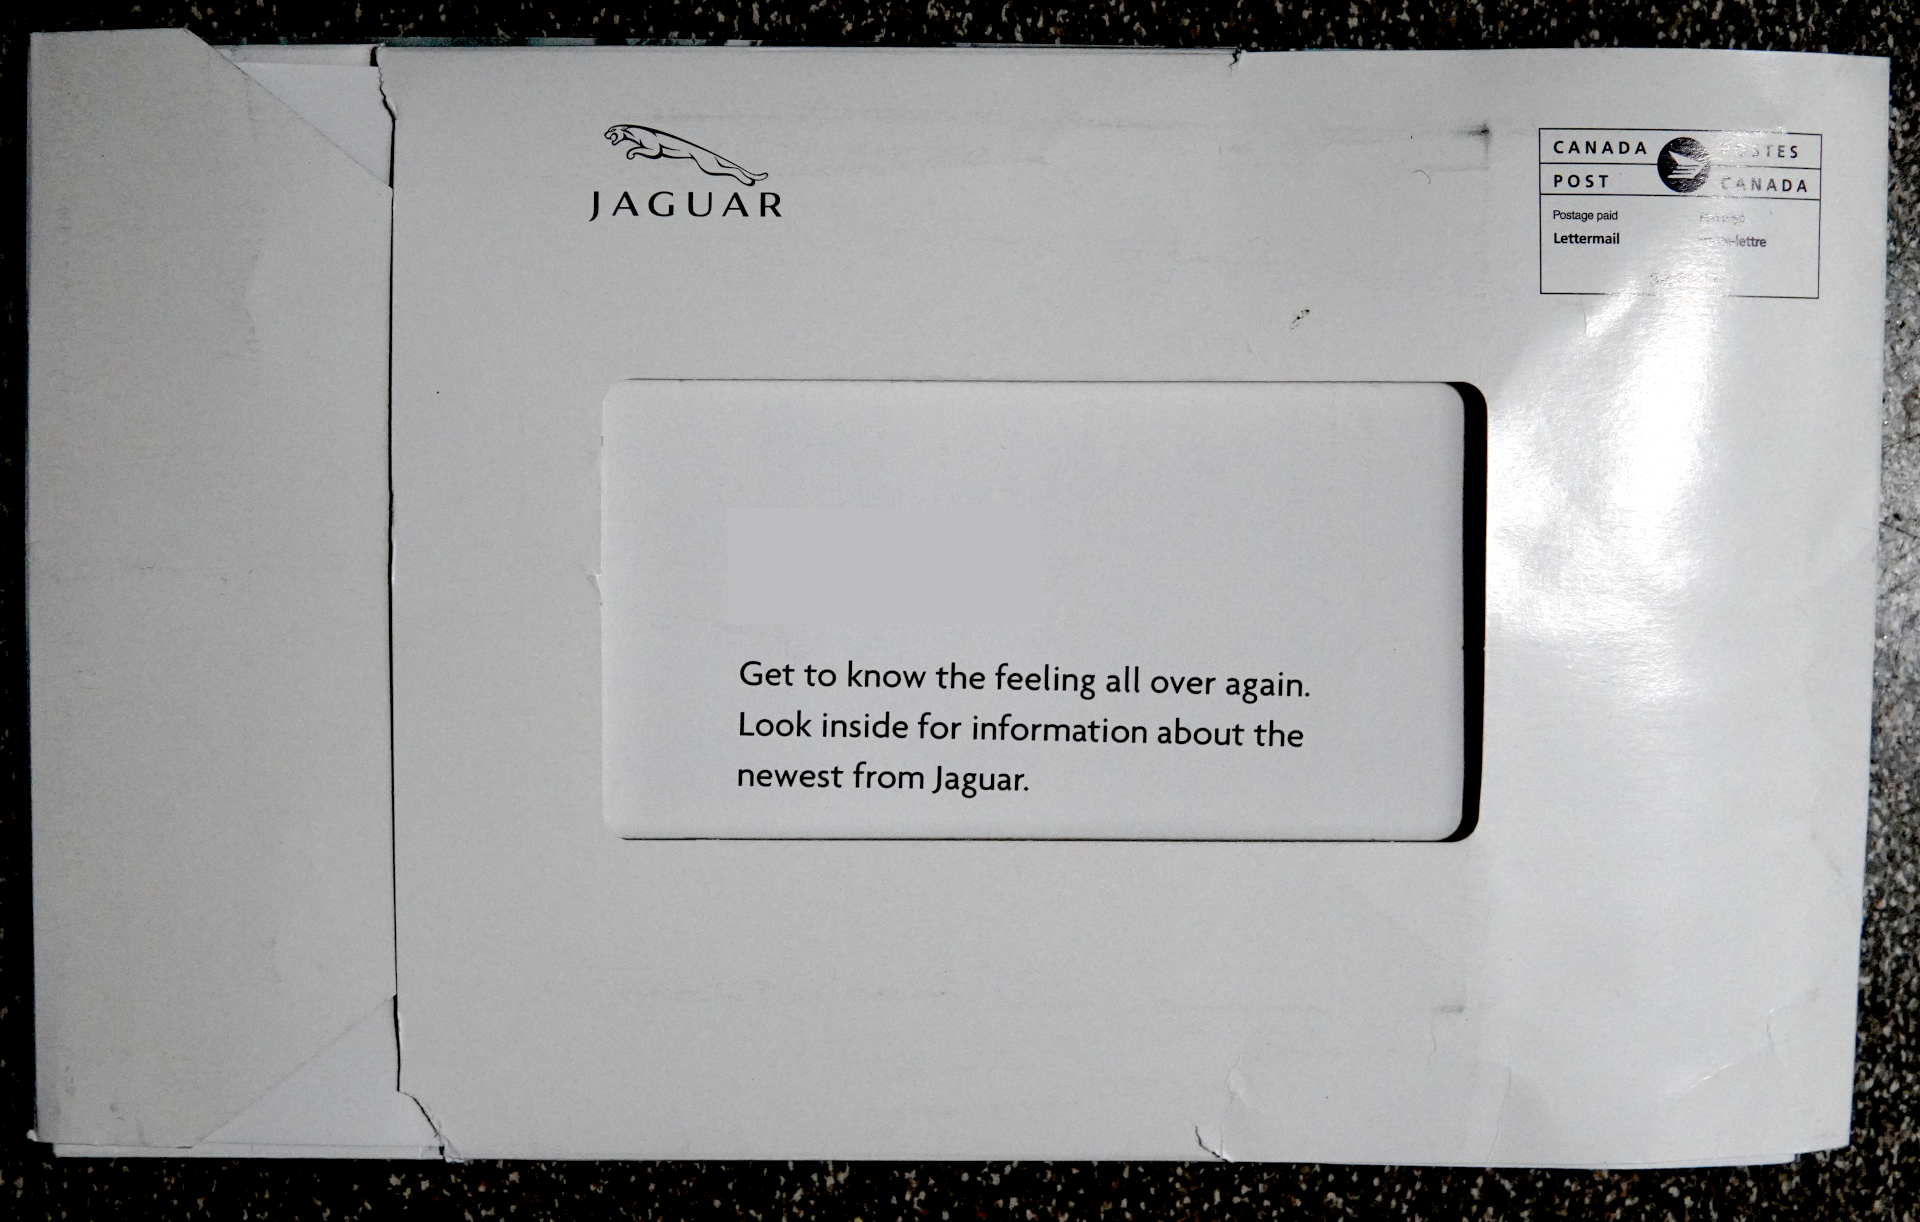 JAGUAR
CANADA POSTES
POST CANADA
Postage paid
Lettermail
Get to know the feeling all over again.
Look inside for information about the
newest from Jaguar.